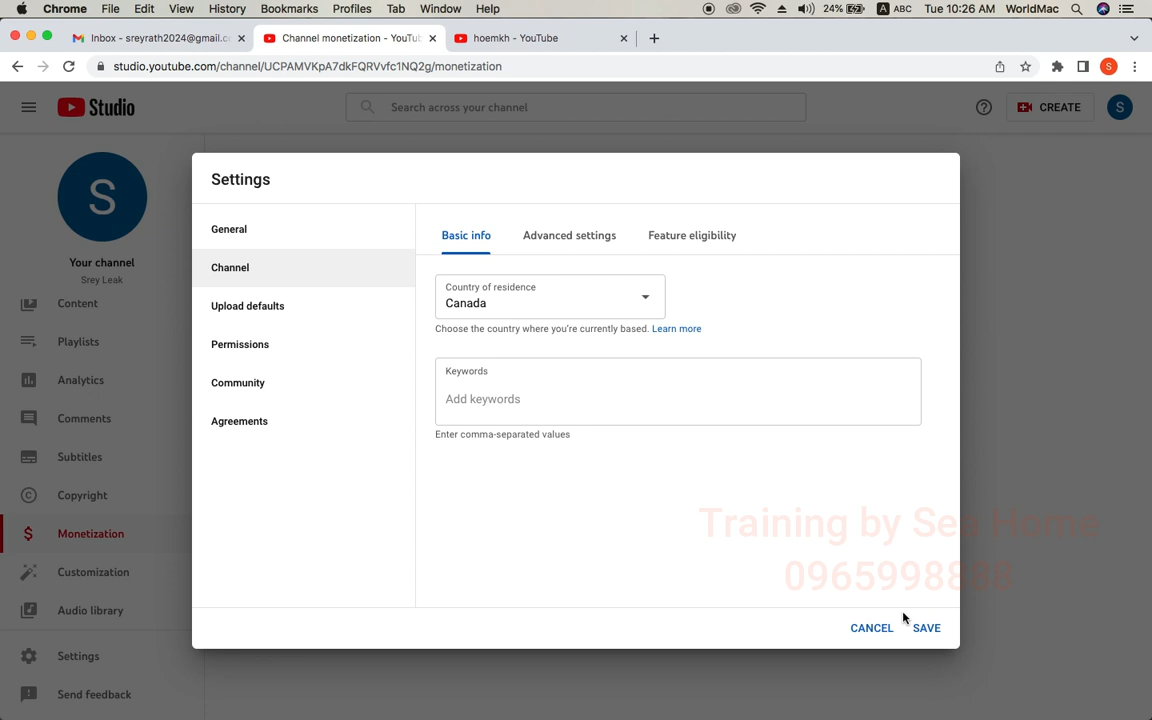 Chrome File Edit View History Bookmarks Profiles Tab Window Help 24% A ABC Tue 10:26 AM WorldMac
Inbox - sreyrath2024@gmail.c Channel monetization - YouTu hoemkh - YouTube
studio.youtube.com/channel/UCPAMVKpA7dkFQRVvfc1NQ2g/monetization S
Studio Search across your channel CREATE S
S
Your channel
Srey Leak
Content
Playlists
Analytics
Comments
Subtitles
Copyright
Monetization
Customization
Audio library
Settings
Send feedback
Settings
General
Channel
Upload defaults
Permissions
Community
Agreements
Basic info Advanced settings Feature eligibility
Country of residence
Canada
Choose the country where you're currently based. Learn more
Keywords
Add keywords
Enter comma-separated values
Training by Sea Home
0965998888
CANCEL SAVE